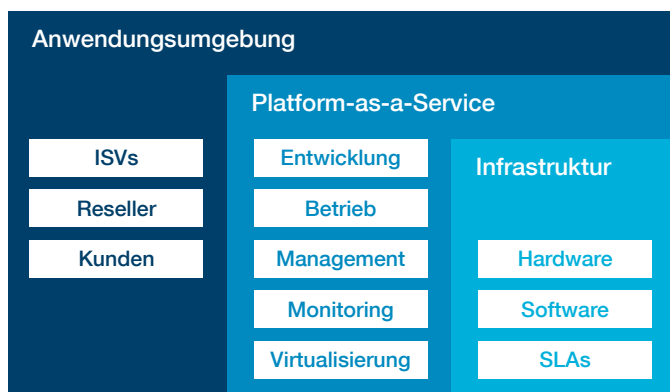 Anwendungsumgebung
Platform-as-a-Service
ISVs
Entwicklung
Infrastruktur
Reseller
Betrieb
Kunden
Management
Hardware
Monitoring
Software
Virtualisierung
SLAs